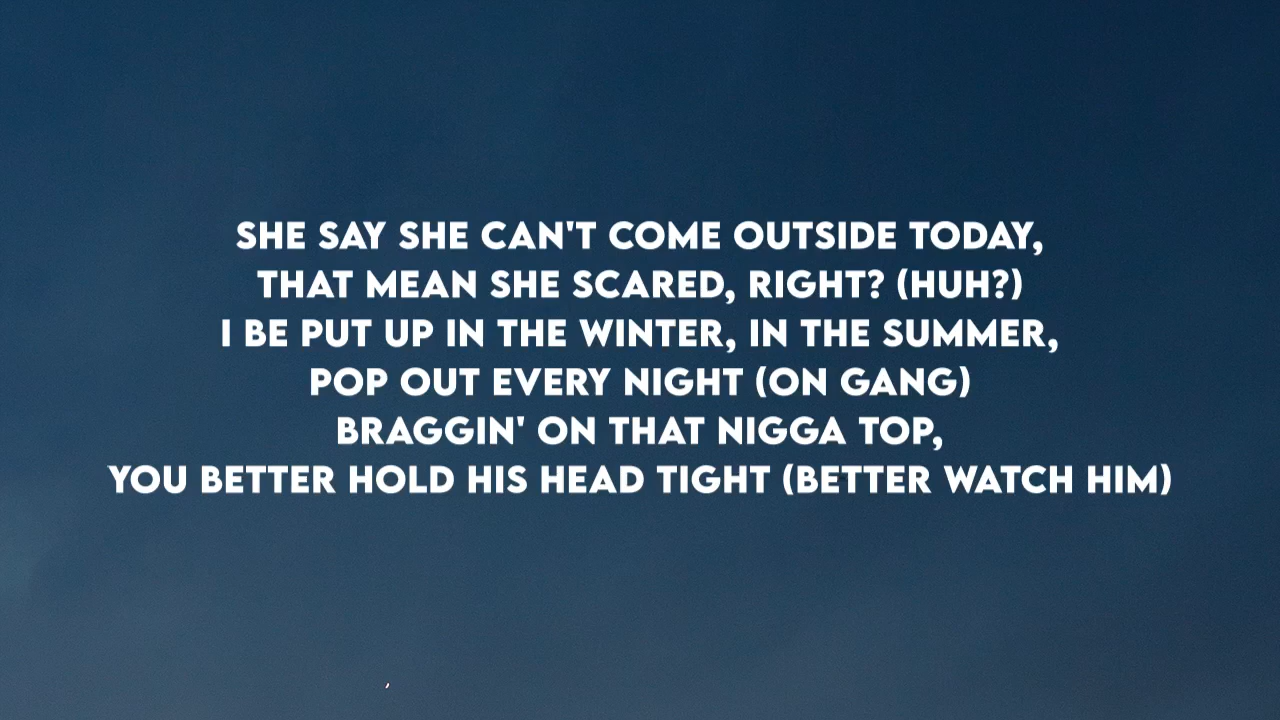 SHE SAY SHE CAN'T COME OUTSIDE TODAY,
THAT MEAN SHE SCARED, RIGHT? (HUH?)
I BE PUT UP IN THE WINTER, IN THE SUMMER,
POP OUT EVERY NIGHT (ON GANG)
BRAGGIN' ON THAT NIGGA TOP,
YOU BETTER HOLD HIS HEAD TIGHT (BETTER WATCH HIM)